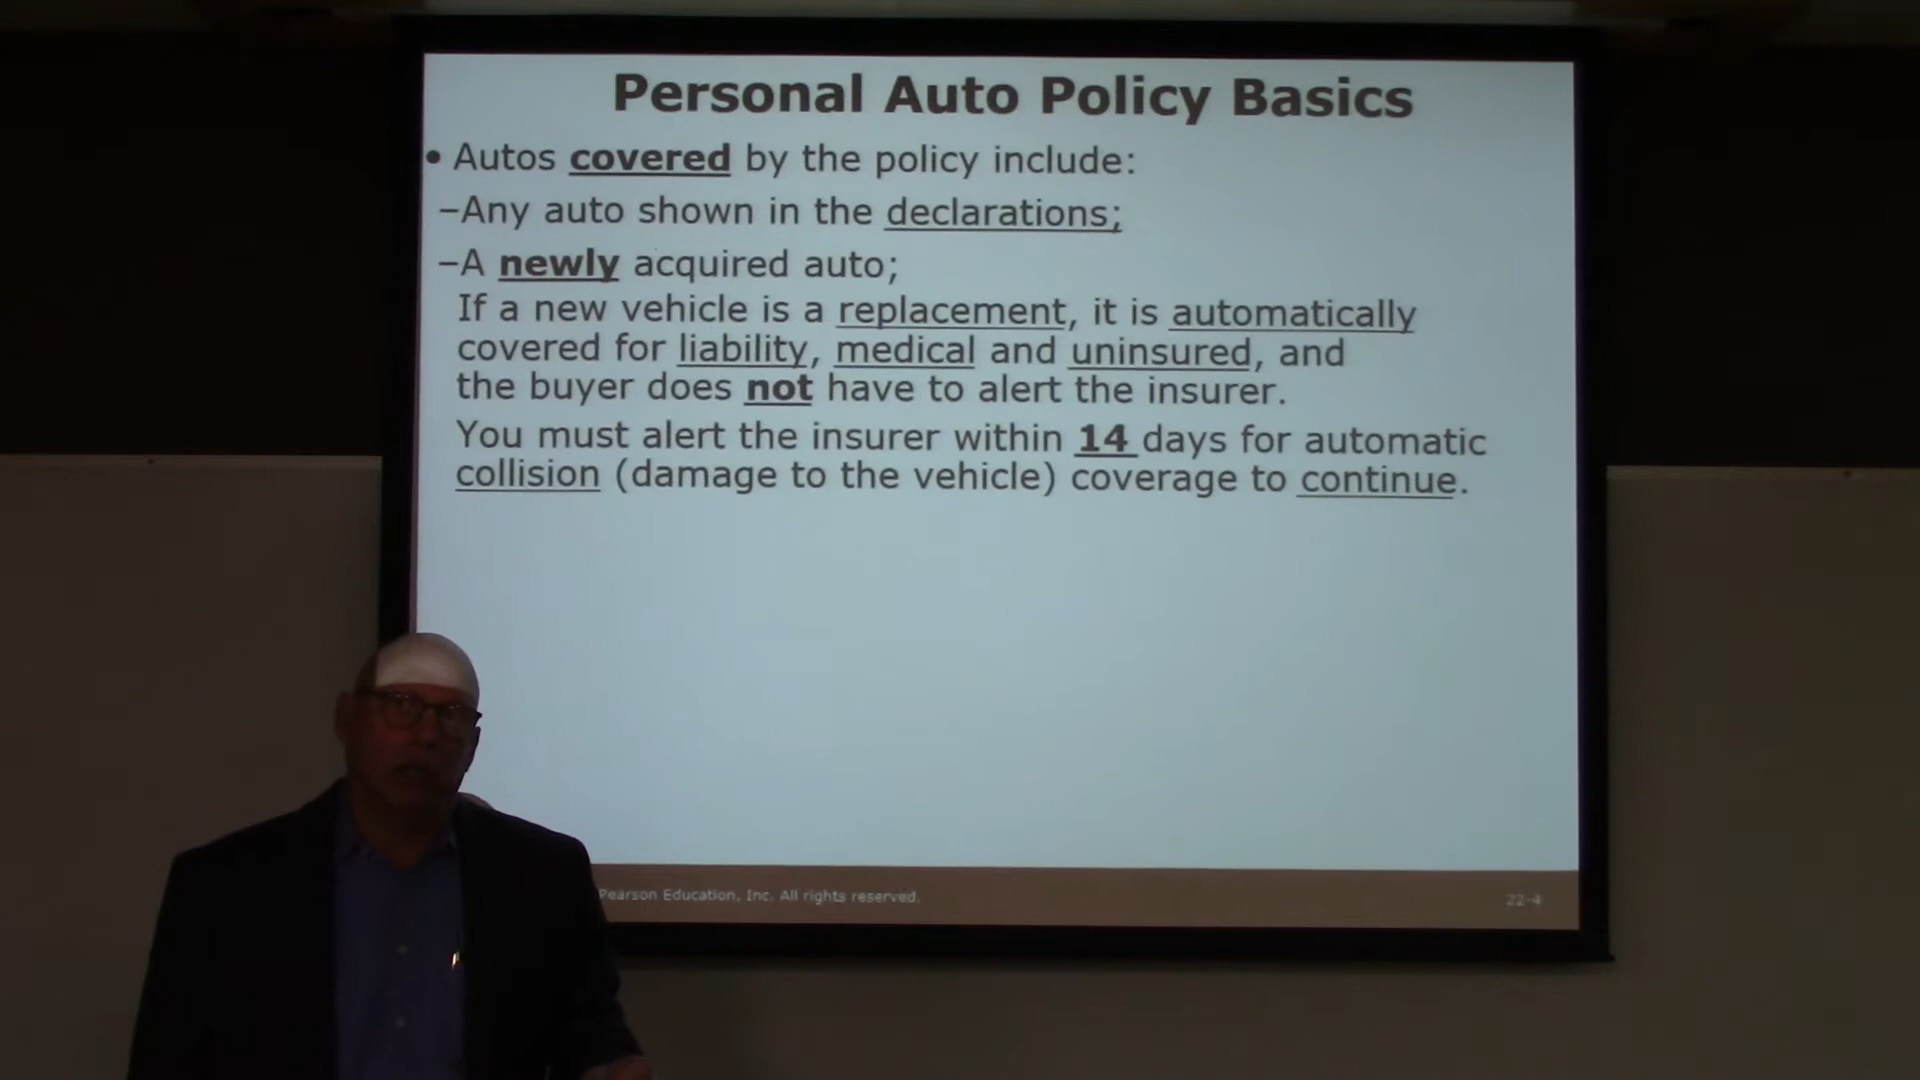 Personal Auto Policy Basics
• Autos covered by the policy include:
–Any auto shown in the declarations;
–A newly acquired auto;
If a new vehicle is a replacement, it is automatically
covered for liability, medical and uninsured, and
the buyer does not have to alert the insurer.
You must alert the insurer within 14 days for automatic
collision (damage to the vehicle) coverage to continue.
Pearson Education, Inc. All rights reserved.
22-4